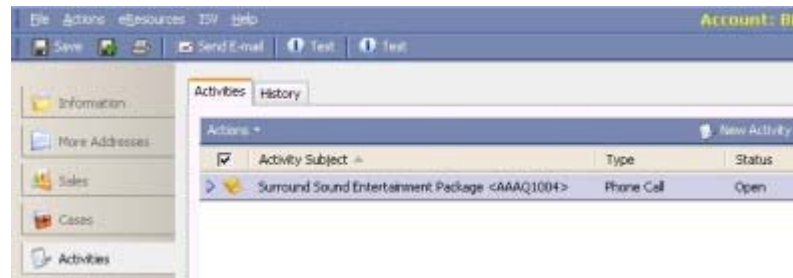 File Actions eResources ISV Help
Account: B
Save Send E-mail Test Test
Information
More Addresses
Sales
Cases
Activities
Activities History
Actions
New Activity
Activity Subject Type Status
Surround Sound Entertainment Package <AAAQ1004> Phone Call Open